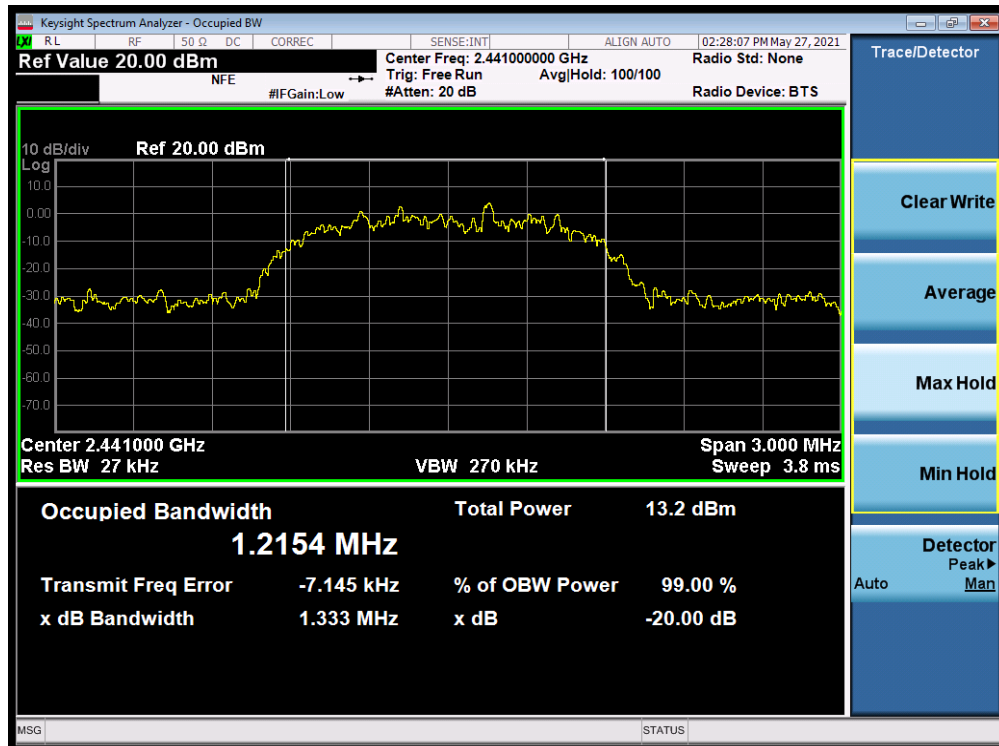 Keysight Spectrum Analyzer - Occupied BW
LXI RL RF 50 Ω DC CORREC SENSE:INT ALIGN AUTO 02:28:07 PM May 27, 2021
Ref Value 20.00 dBm
Center Freq: 2.441000000 GHz
Radio Std: None
NFE
Trig: Free Run
Avg|Hold: 100/100
#IFGain:Low
#Atten: 20 dB
Radio Device: BTS
10 dB/div
Ref 20.00 dBm
Log
10.0
0.00
-10.0
-20.0
-30.0
-40.0
-50.0
-60.0
-70.0
Center 2.441000 GHz
Span 3.000 MHz
Res BW 27 kHz
VBW 270 kHz
Sweep 3.8 ms
Occupied Bandwidth
Total Power 13.2 dBm
1.2154 MHz
Transmit Freq Error -7.145 kHz
% of OBW Power 99.00 %
x dB Bandwidth 1.333 MHz
x dB -20.00 dB
MSG
STATUS
Trace/Detector
Clear Write
Average
Max Hold
Min Hold
Detector
Peak▶
Auto Man